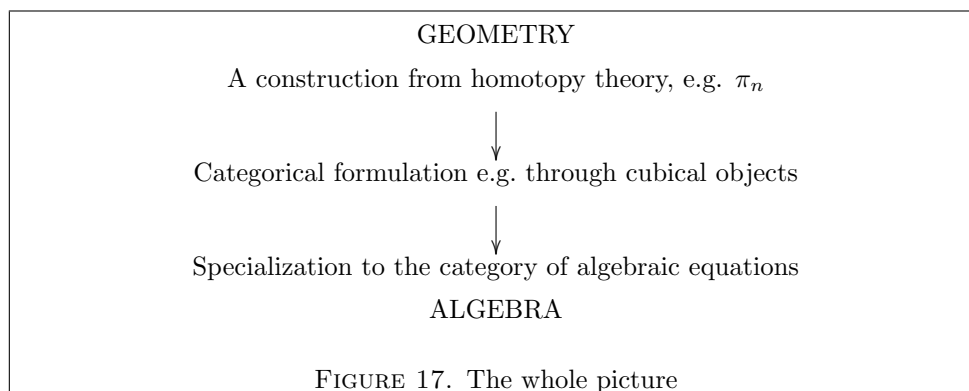 GEOMETRY
A construction from homotopy theory, e.g. πₙ
Categorical formulation e.g. through cubical objects
Specialization to the category of algebraic equations
ALGEBRA
FIGURE 17. The whole picture